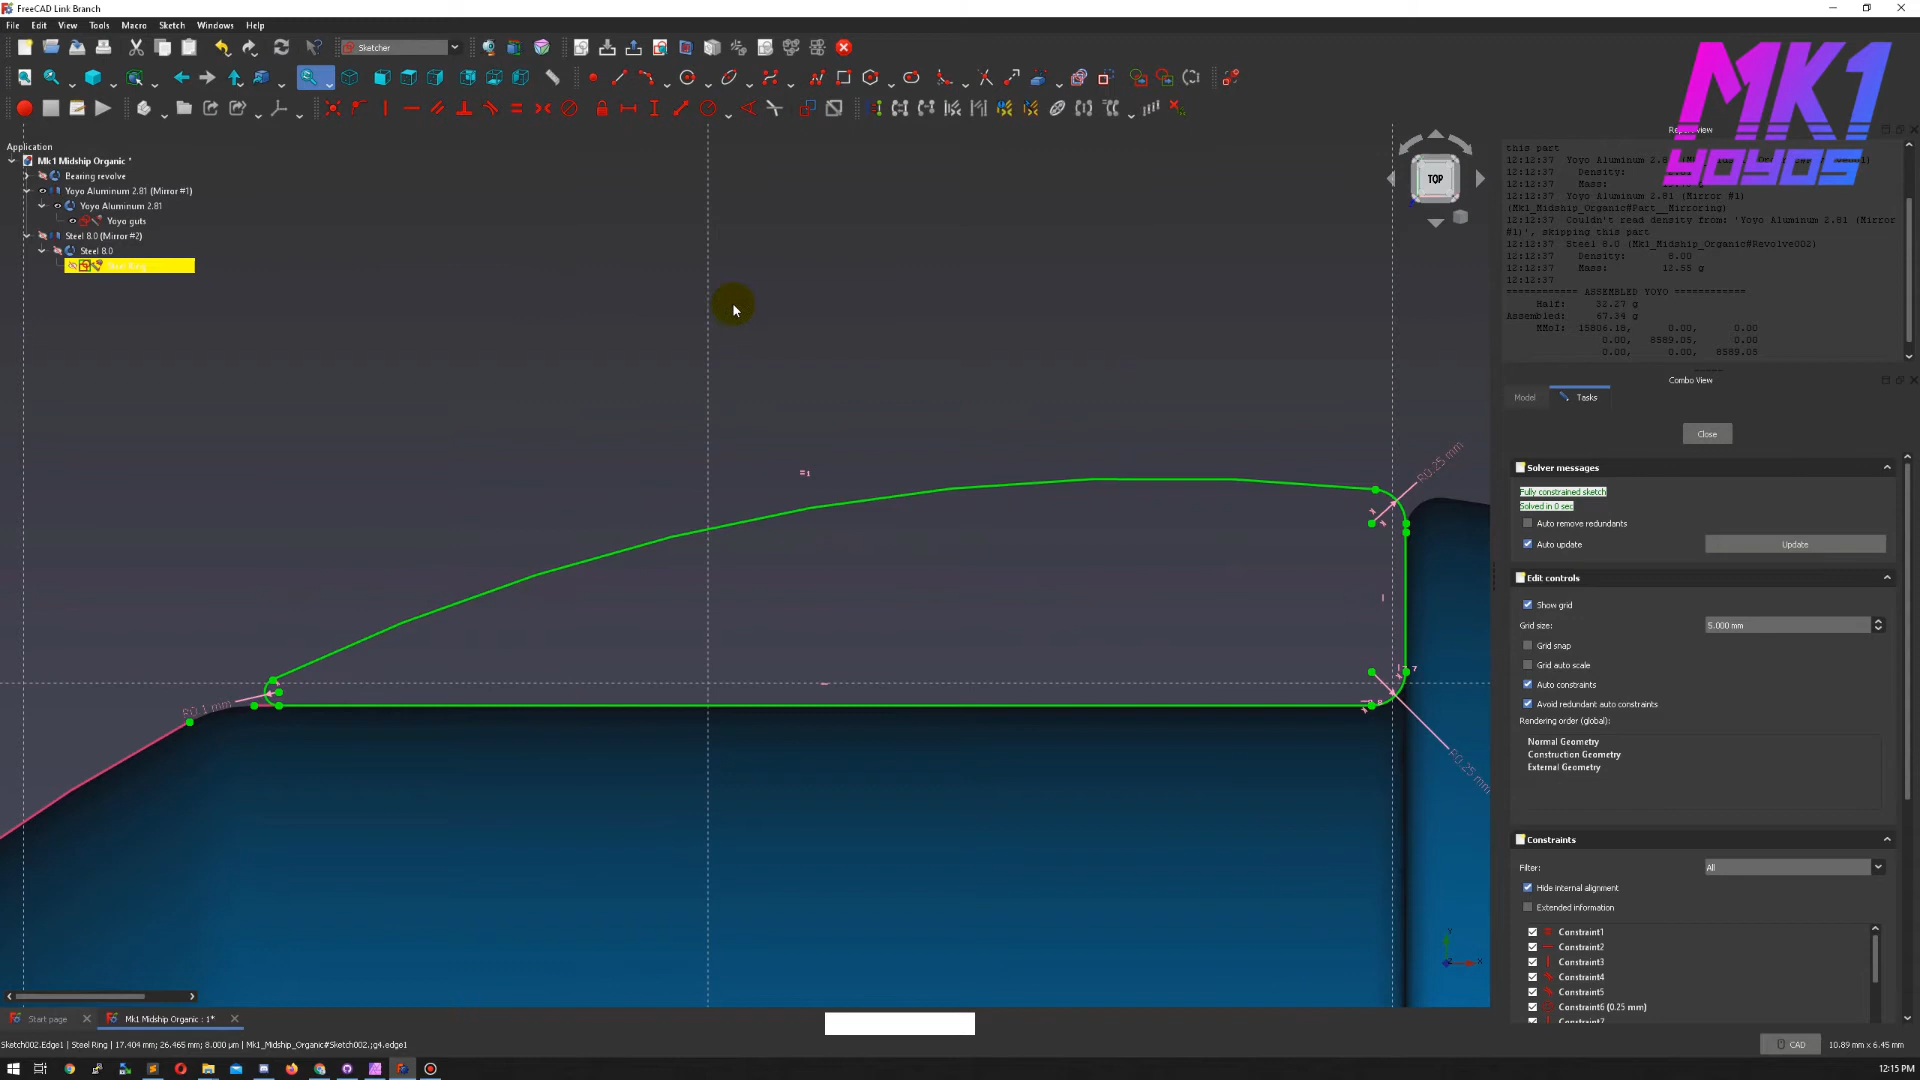 FreeCAD Link Branch
File Edit View Tools Macro Sketch Windows Help
Sketcher
MK1
YOYOS
Application
Mk1 Midship Organic *
Bearing revolve
Yoyo Aluminum 2.81 (Mirror #1)
Yoyo Aluminum 2.81
Yoyo guts
Steel 8.0 (Mirror #2)
Steel 8.0
TOP
this part
12:12:37
Density:
12:12:37 Mass:
12:12:37 Yoyo Aluminum 2.81 (Mirror #1)
(Mk1_Midship_Organic#Part__Mirroring)
12:12:37 Couldn't read density from: 'Yoyo Aluminum 2.81 (Mirror
#1)', skipping this part
12:12:37 Steel 8.0 (Mk1_Midship_Organic#Revolve002)
12:12:37 Density: 8.00
12:12:37 Mass: 12.55 g
12:12:37
============ ASSEMBLED YOYO ============
Half: 32.27 g
Assembled: 67.34 g
MMoI: 15806.18, 0.00, 0.00
0.00, 8589.05, 0.00
0.00, 0.00, 8589.05
Combo View
Model Tasks
Close
Solver messages
Fully constrained sketch
Solved in 0 sec
Auto remove redundants
Auto update Update
Edit controls
Show grid
Grid size: 5.000 mm
Grid snap
Grid auto scale
Auto constraints
Avoid redundant auto constraints
Rendering order (global):
Normal Geometry
Construction Geometry
External Geometry
Constraints
Filter: All
Hide internal alignment
Extended information
Constraint1
Constraint2
Constraint3
Constraint4
Constraint5
Constraint6 (0.25 mm)
Constraint7
R0.25 mm
R0.1 mm
R0.25 mm
Start page Mk1 Midship Organic : 1*
Sketch002.Edge1 | Steel Ring | 17.404 mm; 26.465 mm; 8.000 μm | Mk1_Midship_Organic#Sketch002.;g4.edge1
CAD 10.89 mm x 6.45 mm
12:15 PM